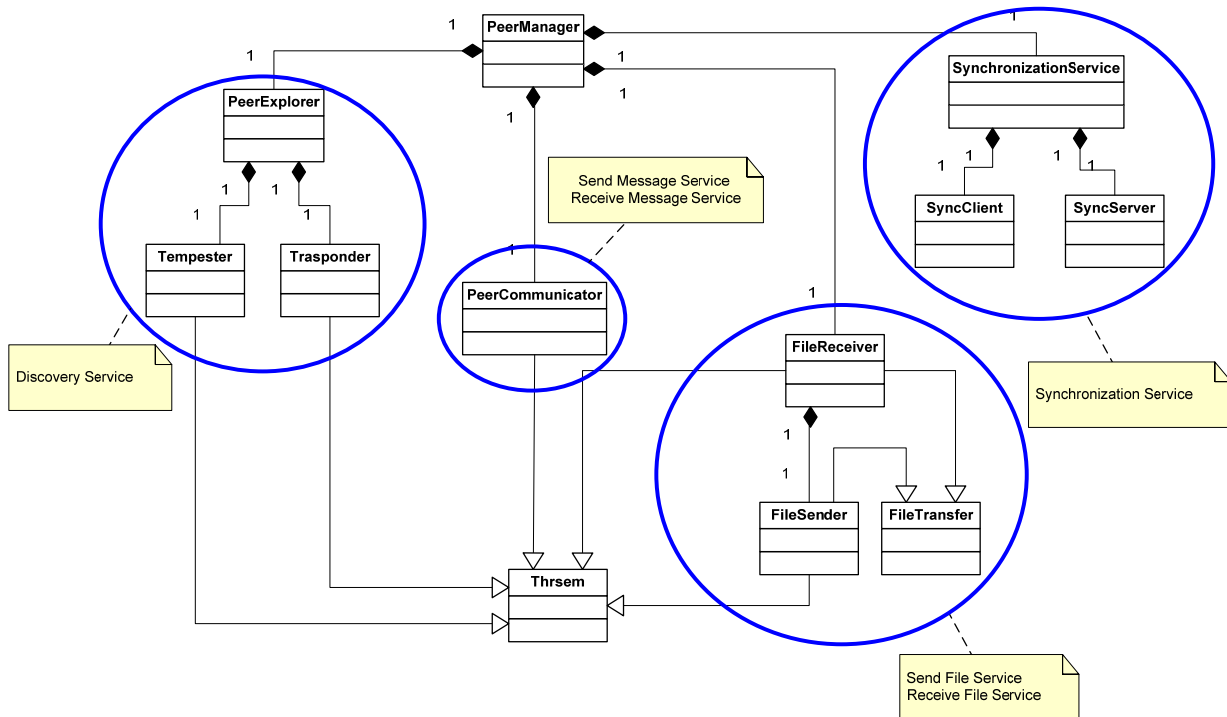 1
PeerManager
1
1
SynchronizationService
1
1
1
PeerExplorer
1
1
1
1
1
1
Send Message Service
Receive Message Service
1
1
1
1
SyncClient
SyncServer
1
1
Tempester
Trasponder
1
PeerCommunicator
1
FileReceiver
Discovery Service
Synchronization Service
1
1
FileSender
FileTransfer
Thrsem
Send File Service
Receive File Service